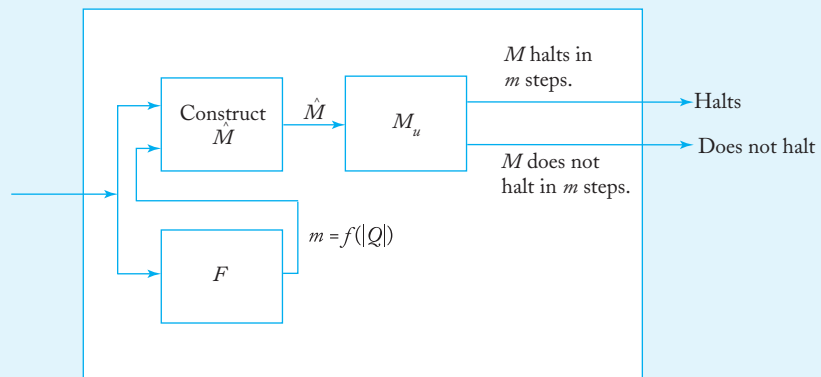 M halts in
m steps.
Halts
Construct
M̂
M̂
M_u
Does not halt
M does not
halt in m steps.
m = f(|Q|)
F